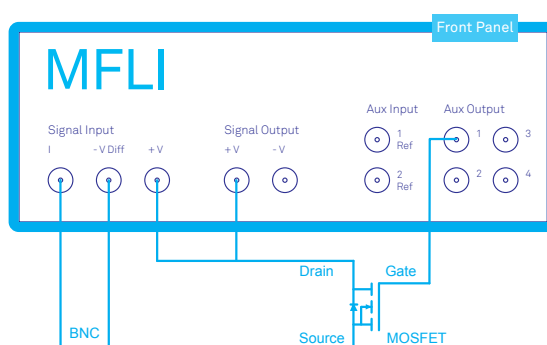 Front Panel
MFLI
Aux Input
Aux Output
Signal Input
Signal Output
1
Ref
1
3
I
- V Diff
+ V
+ V
- V
2
Ref
2
4
Drain
Gate
BNC
Source
MOSFET